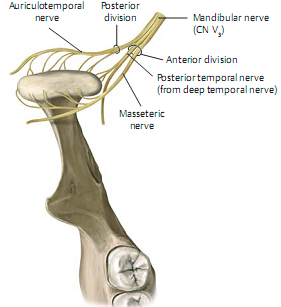 Auriculotemporal
nerve
Posterior
division
Mandibular nerve
(CN V3)
Anterior division
Posterior temporal nerve
(from deep temporal nerve)
Masseteric
nerve